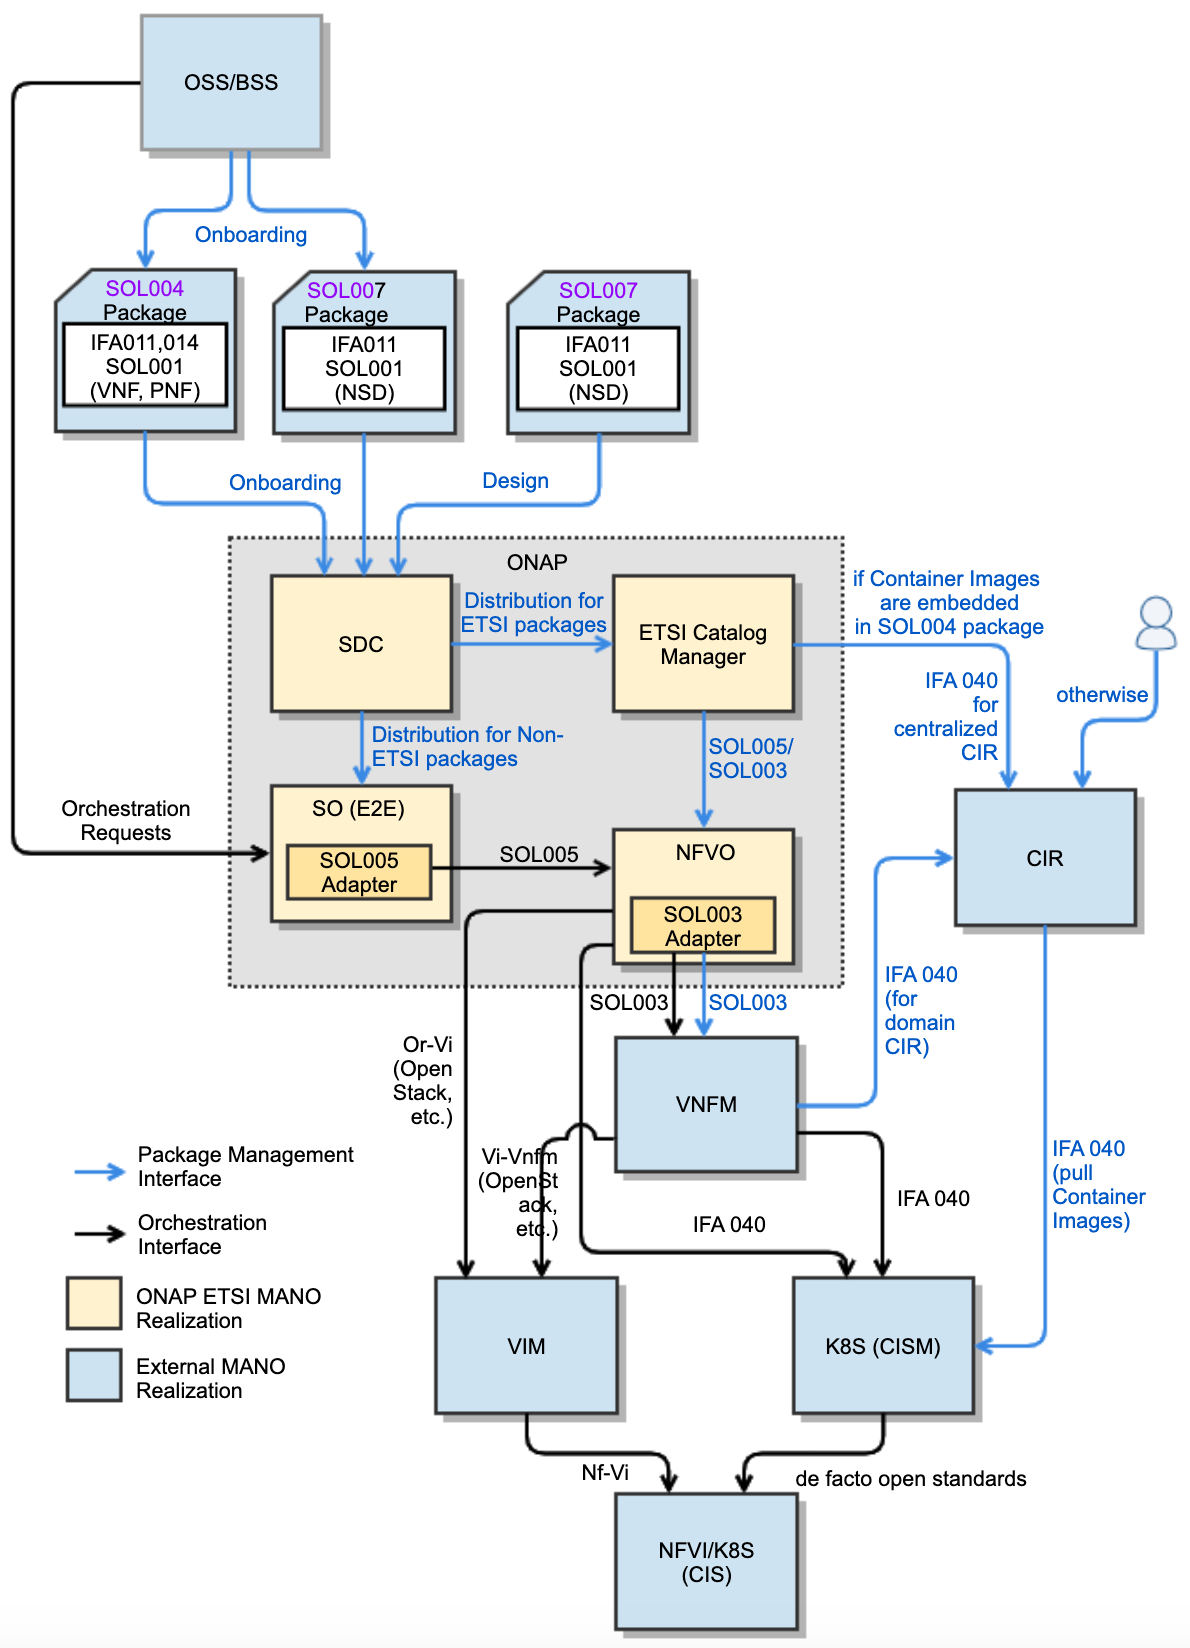 OSS/BSS
Onboarding
SOL004
Package
IFA011,014
SOL001
(VNF, PNF)
SOL007
Package
IFA011
SOL001
(NSD)
SOL007
Package
IFA011
SOL001
(NSD)
Onboarding
Design
ONAP
SDC
Distribution for
ETSI packages
ETSI Catalog
Manager
if Container Images
are embedded
in SOL004 package
IFA 040
for
centralized
CIR
otherwise
Distribution for Non-
ETSI packages
SOL005/
SOL003
Orchestration
Requests
SO (E2E)
SOL005
Adapter
SOL005
NFVO
SOL003
Adapter
CIR
SOL003
SOL003
IFA 040
(for
domain
CIR)
Or-Vi
(Open
Stack,
etc.)
VNFM
Vi-Vnfm
(OpenSt
ack,
etc.)
IFA 040
IFA 040
IFA 040
(pull
Container
Images)
Package Management
Interface
Orchestration
Interface
ONAP ETSI MANO
Realization
External MANO
Realization
VIM
K8S (CISM)
Nf-Vi
de facto open standards
NFVI/K8S
(CIS)